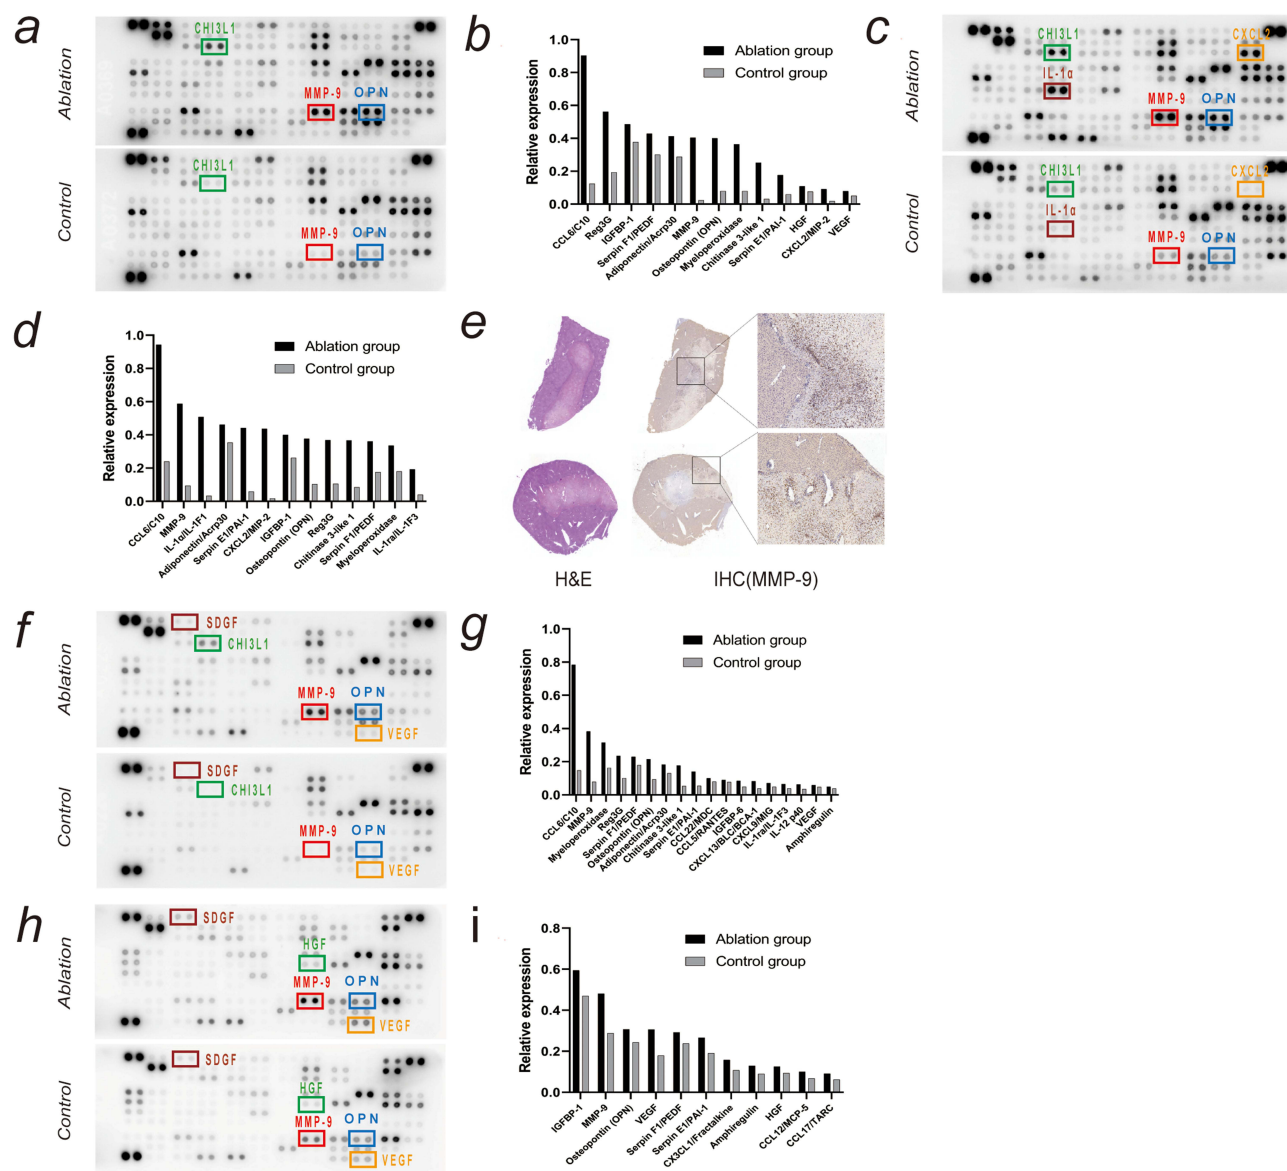 a
Ablation
Control
CHI3L1
MMP-9
OPN
CHI3L1
MMP-9
OPN
b
Relative expression
1.0
0.8
0.6
0.4
0.2
0.0
Ablation group
Control group
CCL6/C10
Reg3G
IGFBP-1
Serpin F1/PEDF
Adiponectin/Acrp30
MMP-9
Osteopontin (OPN)
Myeloperoxidase
Chitinase 3-like 1
Serpin E1/PAI-1
HGF
CXCL2/MIP-2
VEGF
c
Ablation
Control
CHI3L1
CXCL2
IL-1α
MMP-9
OPN
CHI3L1
CXCL2
IL-1α
MMP-9
OPN
d
Relative expression
1.0
0.8
0.6
0.4
0.2
0.0
Ablation group
Control group
CCL6/C10
MMP-9
IL-1α/IL-1F1
Adiponectin/Acrp30
Serpin E1/PAI-1
CXCL2/MIP-2
IGFBP-1
Osteopontin (OPN)
Reg3G
Chitinase 3-like 1
Serpin F1/PEDF
Myeloperoxidase
IL-1ra/IL-1F3
e
H&E
IHC(MMP-9)
f
Ablation
Control
SDGF
CHI3L1
MMP-9
OPN
VEGF
SDGF
CHI3L1
MMP-9
OPN
VEGF
g
Relative expression
1.0
0.8
0.6
0.4
0.2
0.0
Ablation group
Control group
CCL6/C10
MMP-9
Myeloperoxidase
Reg3G
Serpin F1/PEDF
Osteopontin (OPN)
Adiponectin/Acrp30
Chitinase 3-like 1
Serpin E1/PAI-1
CCL22/MDC
CCL5/RANTES
IGFBP-6
CXCL13/BLC/BCA-1
CXCL9/MIG
IL-1ra/IL-1F3
IL-12 p40
VEGF
Amphiregulin
h
Ablation
Control
SDGF
HGF
MMP-9
OPN
VEGF
SDGF
HGF
MMP-9
OPN
VEGF
i
Relative expression
0.8
0.6
0.4
0.2
0.0
Ablation group
Control group
IGFBP-1
MMP-9
Osteopontin (OPN)
VEGF
Serpin F1/PEDF
Serpin E1/PAI-1
CX3CL1/Fractalkine
Amphiregulin
HGF
CCL12/MCP-5
CCL17/TARC